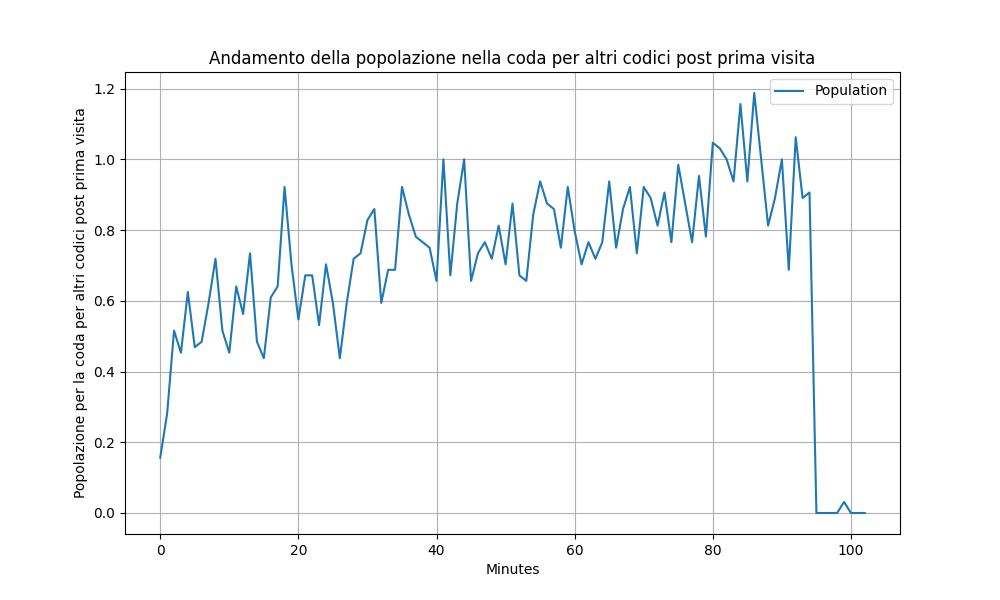 Andamento della popolazione nella coda per altri codici post prima visita
Popolazione per la coda per altri codici post prima visita
1.2
1.0
0.8
0.6
0.4
0.2
0.0
Population
0 20 40 60 80 100
Minutes